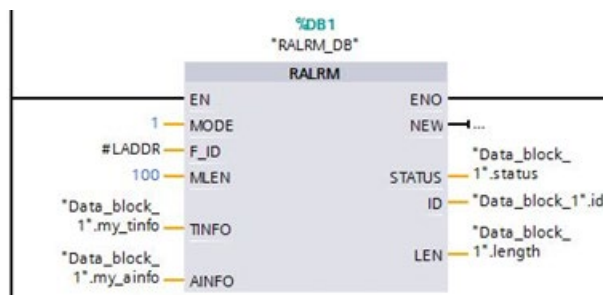 %DB1
"RALRM_DB"
RALRM
EN ENO
1 MODE NEW ...
#LADDR F_ID
100 MLEN STATUS "Data_block_
1".status
ID "Data_block_1".id
"Data_block_
1".my_tinfo TINFO
LEN "Data_block_
1".length
"Data_block_
1".my_ainfo AINFO